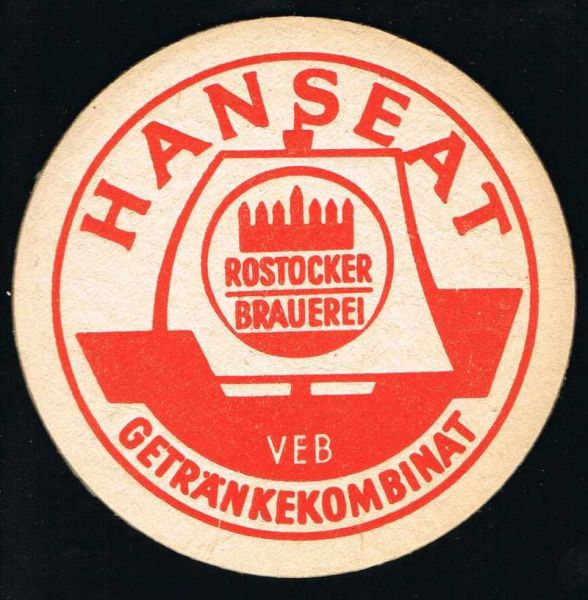 HANSEAT
ROSTOCKER
BRAUEREI
VEB
GETRÄNKEKOMBINAT